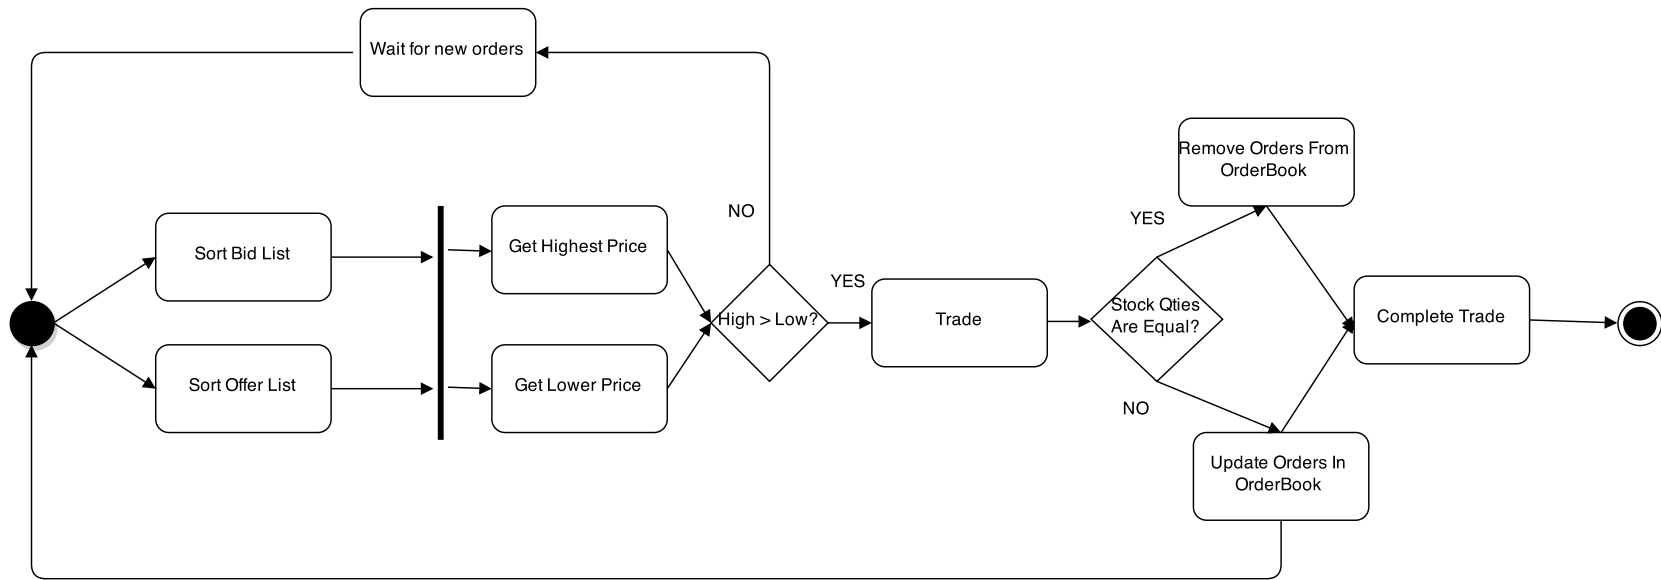 Wait for new orders
Remove Orders From
OrderBook
NO
YES
Sort Bid List
Get Highest Price
YES
High > Low?
Trade
Stock Qties
Are Equal?
Complete Trade
Sort Offer List
Get Lower Price
NO
Update Orders In
OrderBook